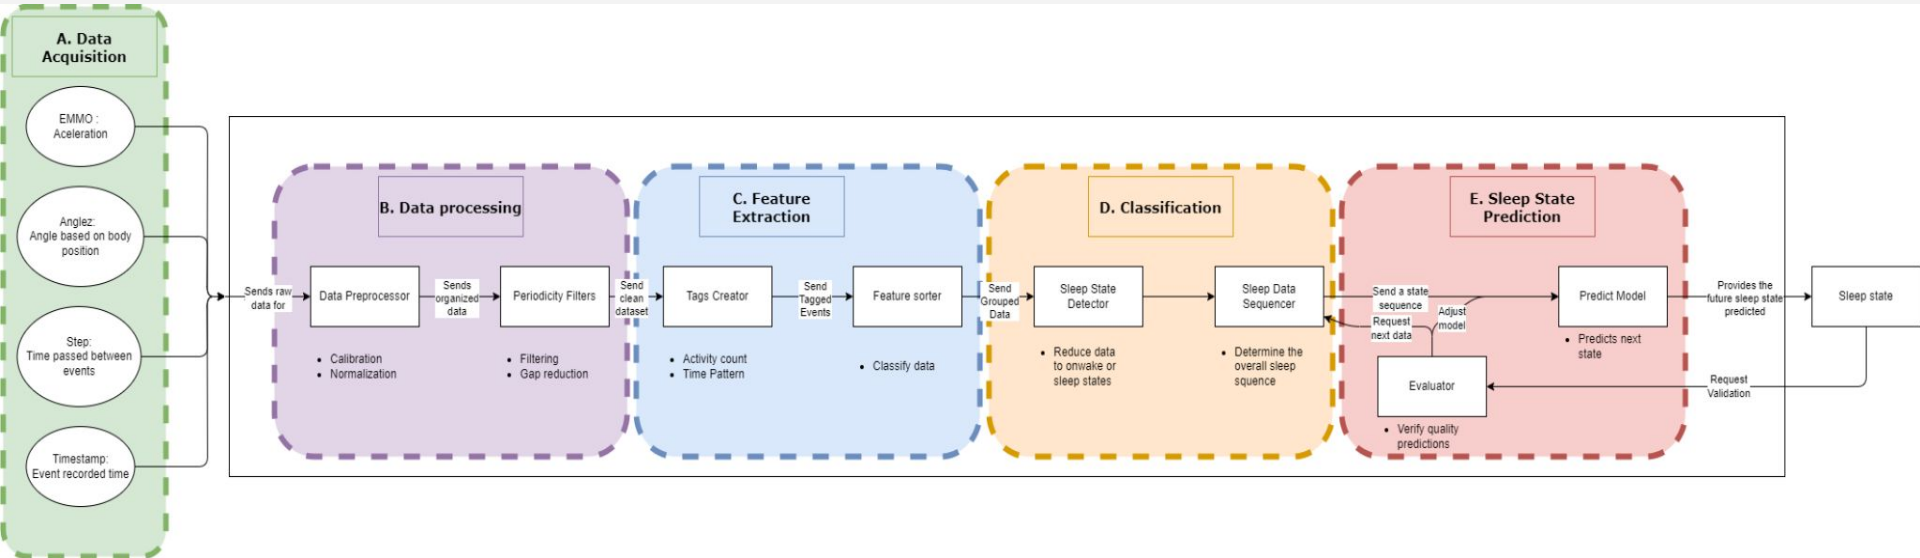 A. Data
Acquisition
EMMO :
Aceleration
Anglez:
Angle based on body
position
Step:
Time passed between
events
Timestamp:
Event recorded time
Sends raw
data for
B. Data processing
Data Preprocessor
• Calibration
• Normalization
Sends
organized
data
Periodicity Filters
• Filtering
• Gap reduction
Send
clean
dataset
C. Feature
Extraction
Tags Creator
• Activity count
• Time Pattern
Send
Tagged
Events
Feature sorter
• Classify data
Send
Grouped
Data
D. Classification
Sleep State
Detector
• Reduce data
to onwake or
sleep states
Sleep Data
Sequencer
• Determine the
overall sleep
squence
E. Sleep State
Prediction
Send a state
sequence
Request
next data
Adjust
model
Predict Model
• Predicts next
state
Evaluator
• Verify quality
predictions
Provides the
future sleep state
predicted
Sleep state
Request
Validation